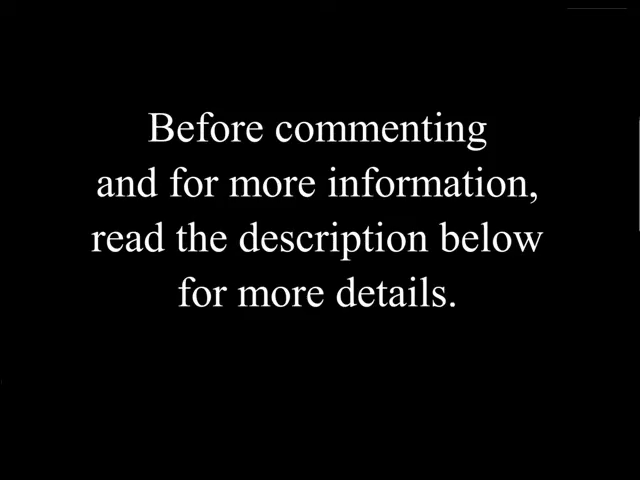 Before commenting
and for more information,
read the description below
for more details.